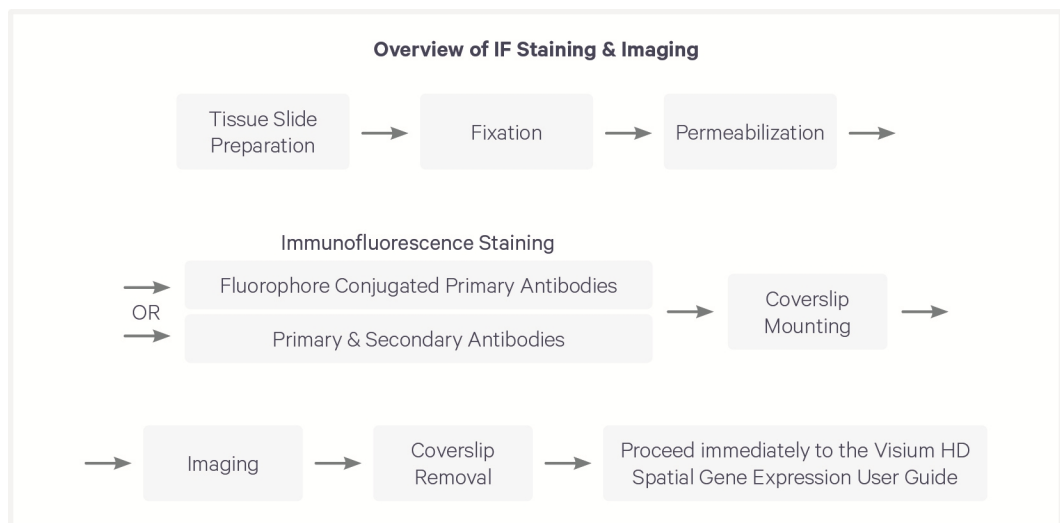 Overview of IF Staining & Imaging
Tissue Slide
Preparation
Fixation
Permeabilization
Immunofluorescence Staining
Fluorophore Conjugated Primary Antibodies
OR
Primary & Secondary Antibodies
Coverslip
Mounting
Imaging
Coverslip
Removal
Proceed immediately to the Visium HD
Spatial Gene Expression User Guide